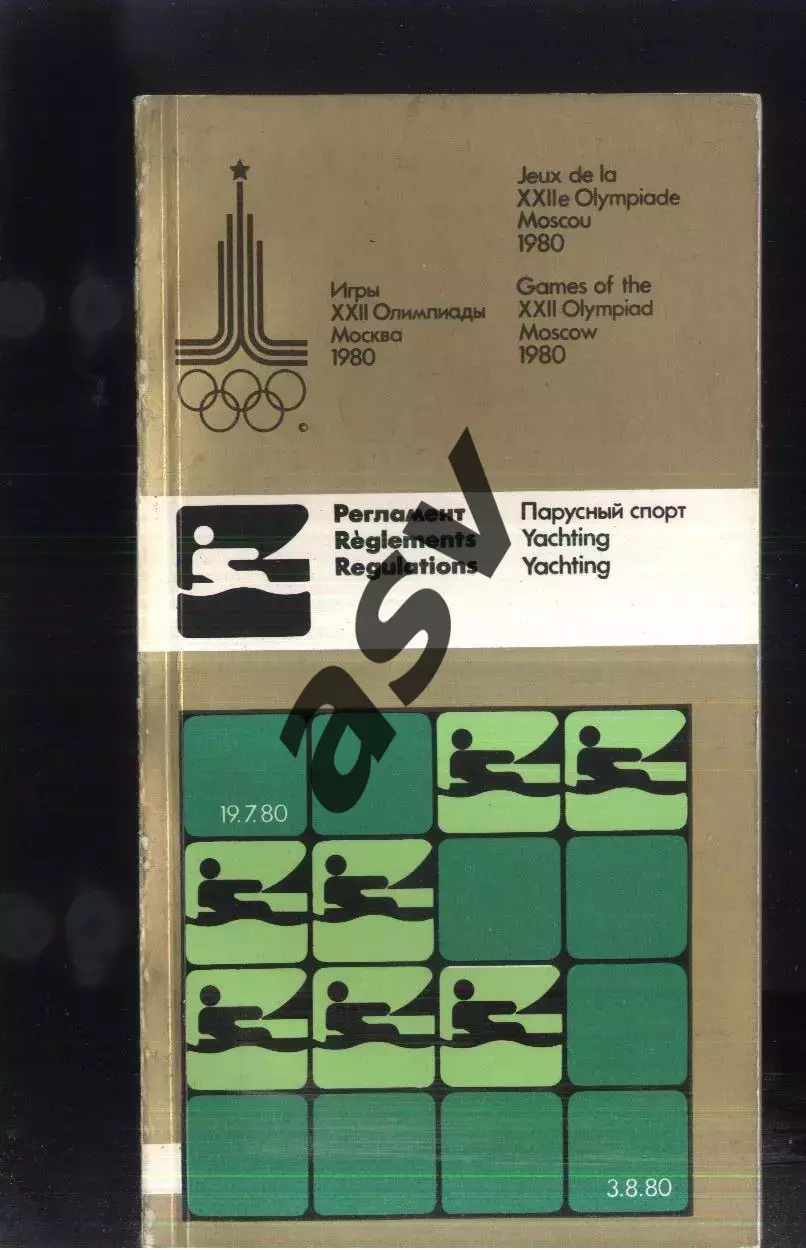 Jeux de la
XXIIe Olympiade
Moscou
1980
Игры
XXII Олимпиады
Москва
1980
Games of the
XXII Olympiad
Moscow
1980
©
Регламент
Règlements
Regulations
Парусный спорт
Yachting
Yachting
asv
19.7.80
3.8.80